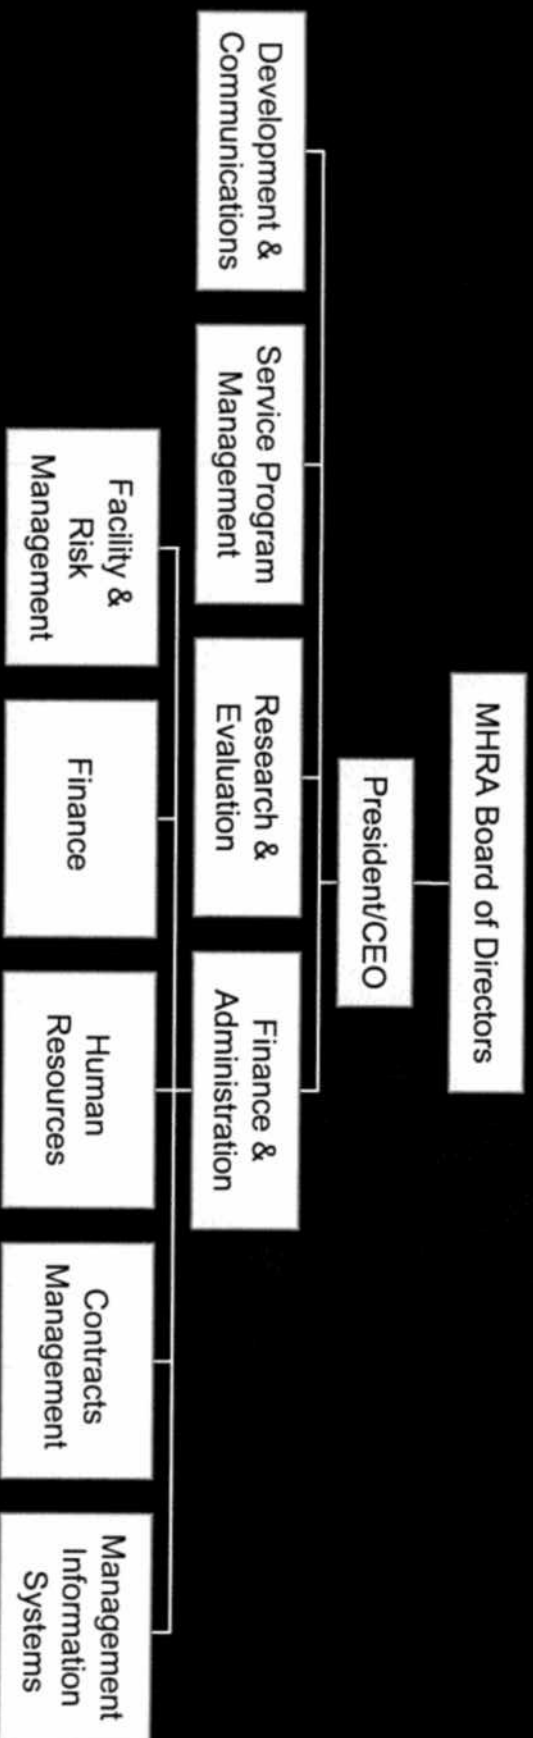 MHRA Board of Directors
President/CEO
Development &
Communications
Service Program
Management
Research &
Evaluation
Finance &
Administration
Facility &
Risk
Management
Finance
Human
Resources
Contracts
Management
Management
Information
Systems